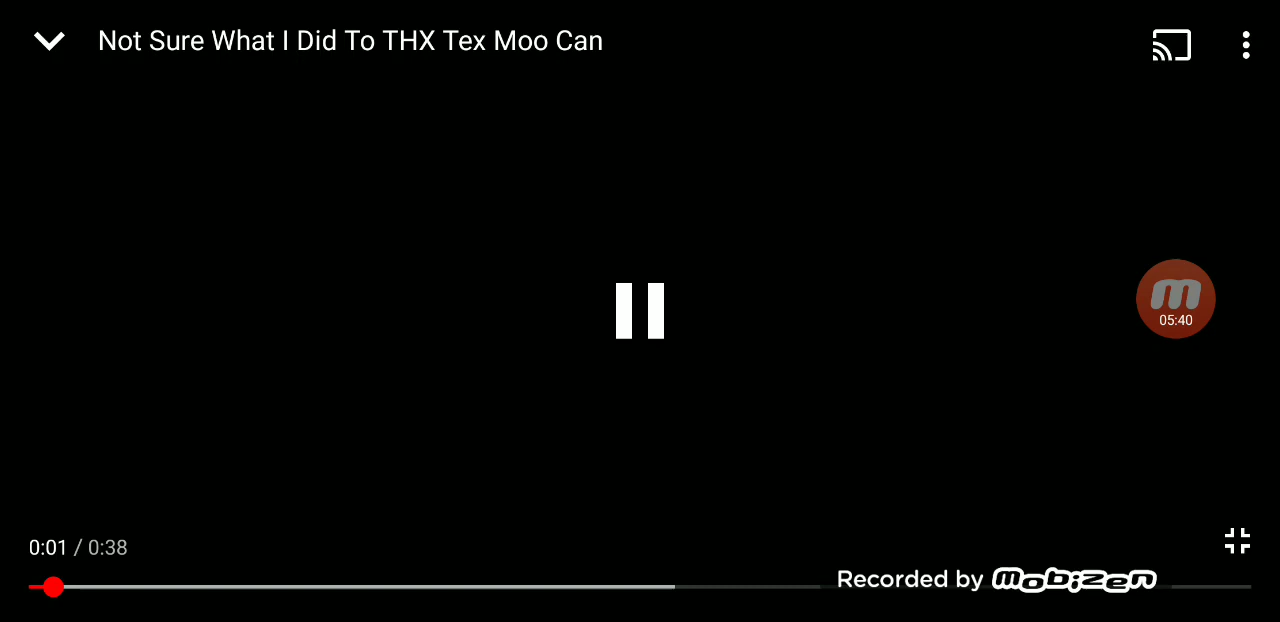 Not Sure What I Did To THX Tex Moo Can
m
05:40
0:01 / 0:38
Recorded by mobizen